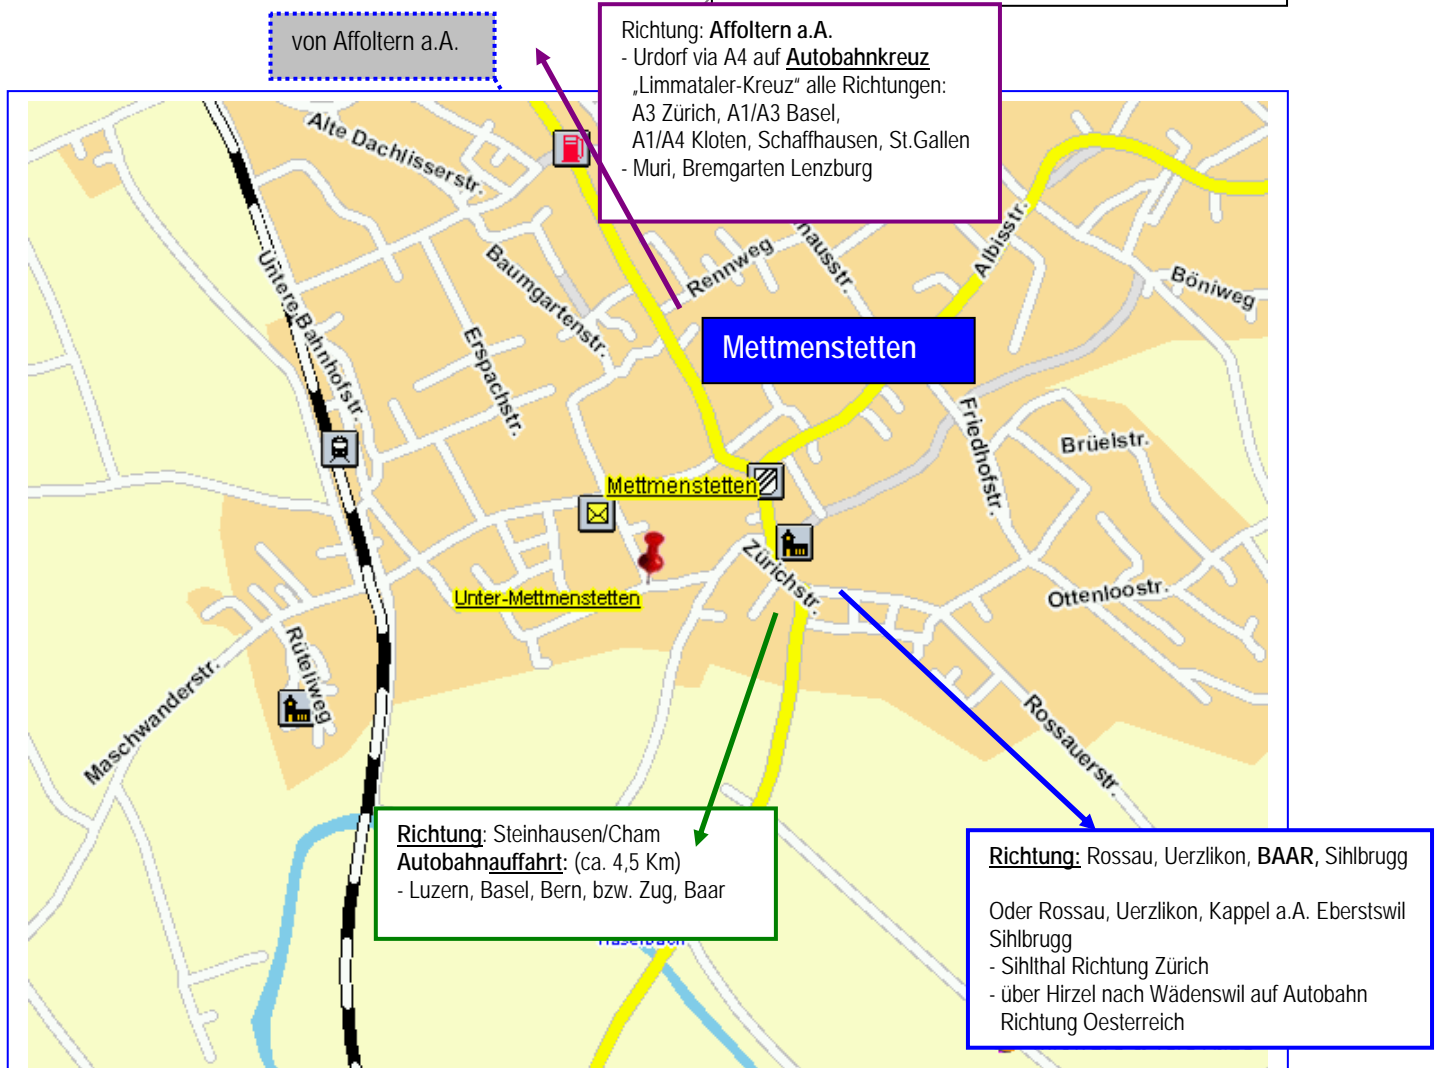 von Affoltern a.A.
Richtung: Affoltern a.A.
- Urdorf via A4 auf Autobahnkreuz
„Limmataler-Kreuz“ alle Richtungen:
A3 Zürich, A1/A3 Basel,
A1/A4 Kloten, Schaffhausen, St.Gallen
- Muri, Bremgarten Lenzburg
Alte Dachlisserstr.
Untere Bahnhofstr.
Baumgartenstr.
Erspachstr.
Rennweg
Albisstr.
Böniweg
Mettmenstetten
Friedhofstr.
Brüelstr.
Mettmenstetten
Zürichstr.
Unter-Mettmenstetten
Ottenloostr.
Rüteliweg
Maschwanderstr.
Rossauerstr.
Richtung: Steinhausen/Cham
Autobahnauffahrt: (ca. 4,5 Km)
- Luzern, Basel, Bern, bzw. Zug, Baar
Richtung: Rossau, Uerzlikon, BAAR, Sihlbrugg
Oder Rossau, Uerzlikon, Kappel a.A. Eberstswil
Sihlbrugg
- Sihlthal Richtung Zürich
- über Hirzel nach Wädenswil auf Autobahn
Richtung Oesterreich